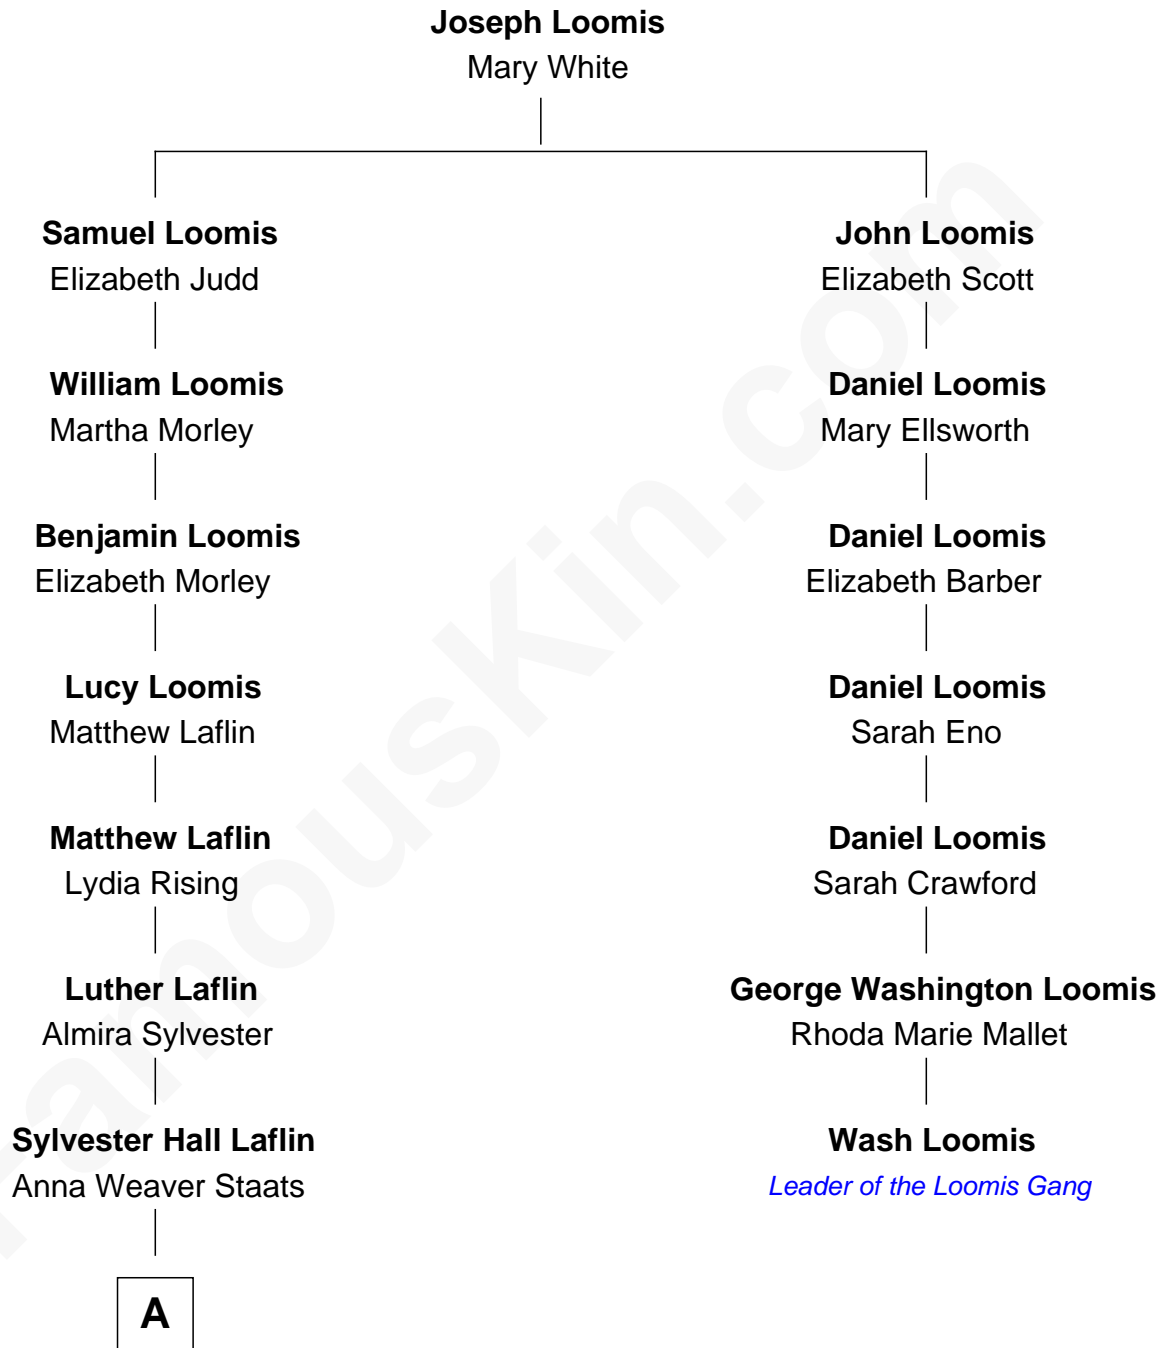 Joseph Loomis
Mary White
Samuel Loomis
Elizabeth Judd
William Loomis
Martha Morley
Benjamin Loomis
Elizabeth Morley
Lucy Loomis
Matthew Laflin
Matthew Laflin
Lydia Rising
Luther Laflin
Almira Sylvester
Sylvester Hall Laflin
Anna Weaver Staats
A
John Loomis
Elizabeth Scott
Daniel Loomis
Mary Ellsworth
Daniel Loomis
Elizabeth Barber
Daniel Loomis
Sarah Eno
Daniel Loomis
Sarah Crawford
George Washington Loomis
Rhoda Marie Mallet
Wash Loomis
Leader of the Loomis Gang
FamousKin.com